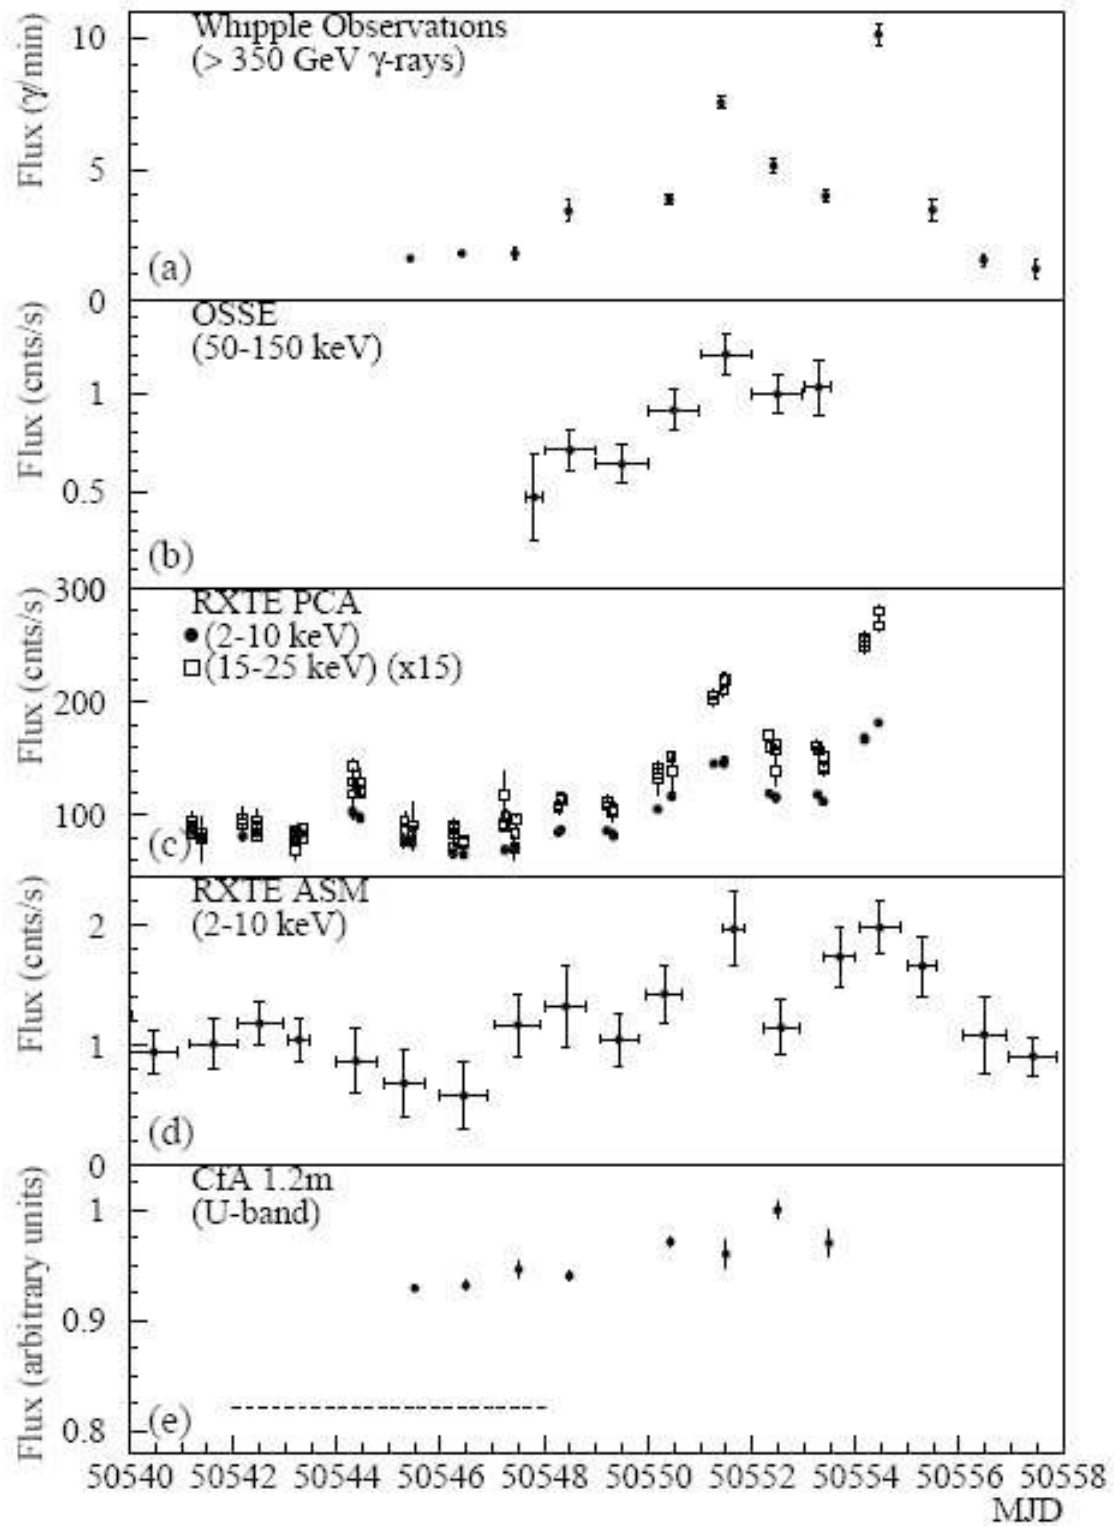 Whipple Observations
(> 350 GeV γ-rays)
Flux (γ/min)
10
5
0
(a)
OSSE
(50-150 keV)
Flux (cnts/s)
1
0.5
(b)
RXTE PCA
(2-10 keV)
(15-25 keV) (x15)
Flux (cnts/s)
300
200
100
(c)
RXTE ASM
(2-10 keV)
Flux (cnts/s)
2
1
0
(d)
CfA 1.2m
(U-band)
Flux (arbitrary units)
1
0.9
0.8
(e)
50540 50542 50544 50546 50548 50550 50552 50554 50556 50558
MJD